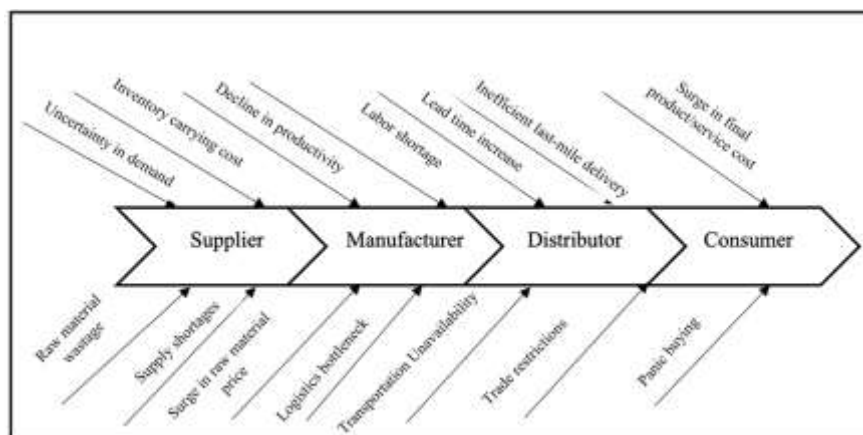 Uncertainty in demand
Inventory carrying cost
Decline in productivity
Labor shortage
Lead time increase
Inefficient last-mile delivery
Surge in final
product/service cost
Supplier
Manufacturer
Distributor
Consumer
Raw material
wastage
Supply shortages
Surge in raw material
price
Logistics bottleneck
Transportation Unavailability
Trade restrictions
Panic baying